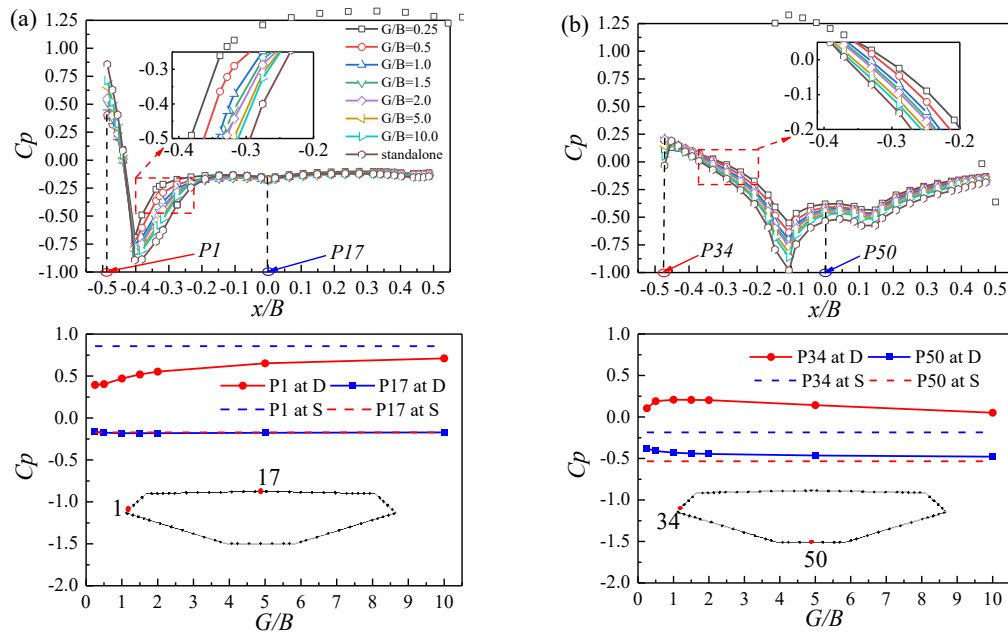 (a)
1.25
1.00
0.75
0.50
0.25
0.00
-0.25
-0.50
-0.75
-1.00
Cp
G/B=0.25
G/B=0.5
G/B=1.0
G/B=1.5
G/B=2.0
G/B=5.0
G/B=10.0
standalone
-0.3
-0.4
-0.5
-0.4 -0.3 -0.2
P1
P17
-0.5 -0.4 -0.3 -0.2 -0.1 0.0 0.1 0.2 0.3 0.4 0.5
x/B
(b)
1.25
1.00
0.75
0.50
0.25
0.00
-0.25
-0.50
-0.75
-1.00
Cp
0.0
-0.1
-0.2
-0.4 -0.3 -0.2
P34
P50
-0.5 -0.4 -0.3 -0.2 -0.1 0.0 0.1 0.2 0.3 0.4 0.5
x/B
1.0
0.5
0.0
-0.5
-1.0
-1.5
-2.0
Cp
P1 at D P17 at D
P1 at S P17 at S
17
1
0 1 2 3 4 5 6 7 8 9 10
G/B
1.0
0.5
0.0
-0.5
-1.0
-1.5
-2.0
Cp
P34 at D P50 at D
P34 at S P50 at S
34
50
0 1 2 3 4 5 6 7 8 9 10
G/B